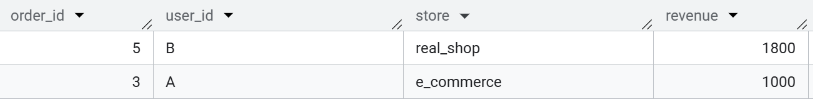 order_id user_id store revenue
5 B real_shop 1800
3 A e_commerce 1000